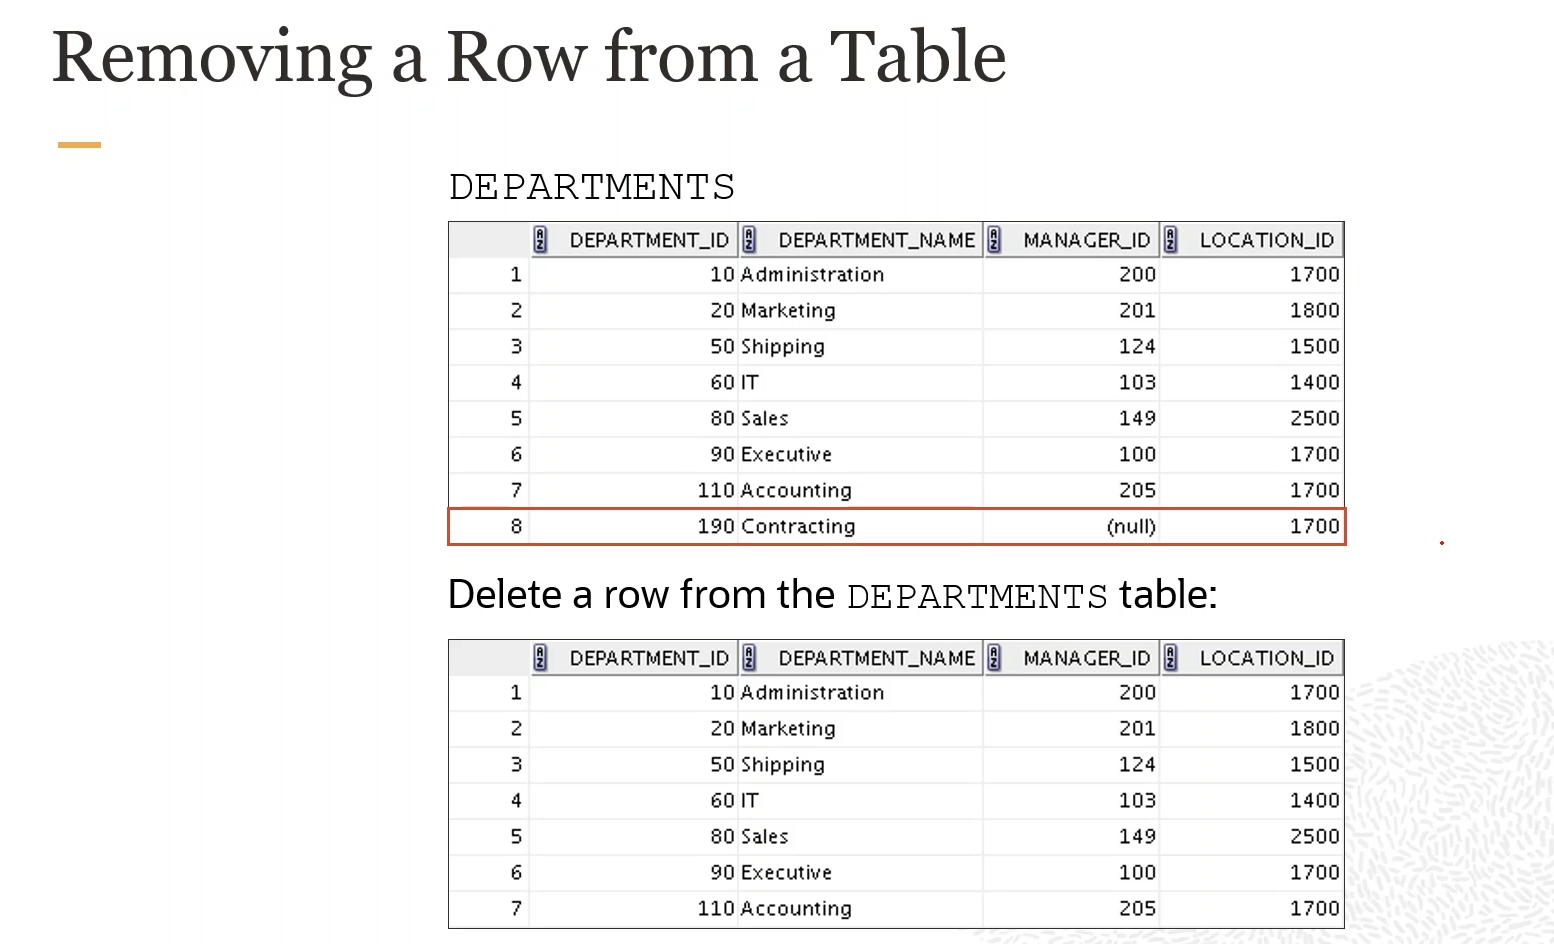 Removing a Row from a Table
DEPARTMENTS
DEPARTMENT_ID DEPARTMENT_NAME MANAGER_ID LOCATION_ID
1 10 Administration 200 1700
2 20 Marketing 201 1800
3 50 Shipping 124 1500
4 60 IT 103 1400
5 80 Sales 149 2500
6 90 Executive 100 1700
7 110 Accounting 205 1700
8 190 Contracting (null) 1700
Delete a row from the DEPARTMENTS table:
DEPARTMENT_ID DEPARTMENT_NAME MANAGER_ID LOCATION_ID
1 10 Administration 200 1700
2 20 Marketing 201 1800
3 50 Shipping 124 1500
4 60 IT 103 1400
5 80 Sales 149 2500
6 90 Executive 100 1700
7 110 Accounting 205 1700